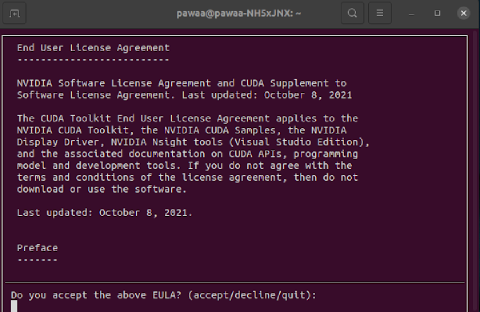 pawaa@pawaa-NHSxJNX: ~
End User License Agreement
--------------------------
NVIDIA Software License Agreement and CUDA Supplement to
Software License Agreement. Last updated: October 8, 2021
The CUDA Toolkit End User License Agreement applies to the
NVIDIA CUDA Toolkit, the NVIDIA CUDA Samples, the NVIDIA
Display Driver, NVIDIA Nsight tools (Visual Studio Edition),
and the associated documentation on CUDA APIs, programming
model and development tools. If you do not agree with the
terms and conditions of the license agreement, then do not
download or use the software.
Last updated: October 8, 2021.
Preface
-------
Do you accept the above EULA? (accept/decline/quit):